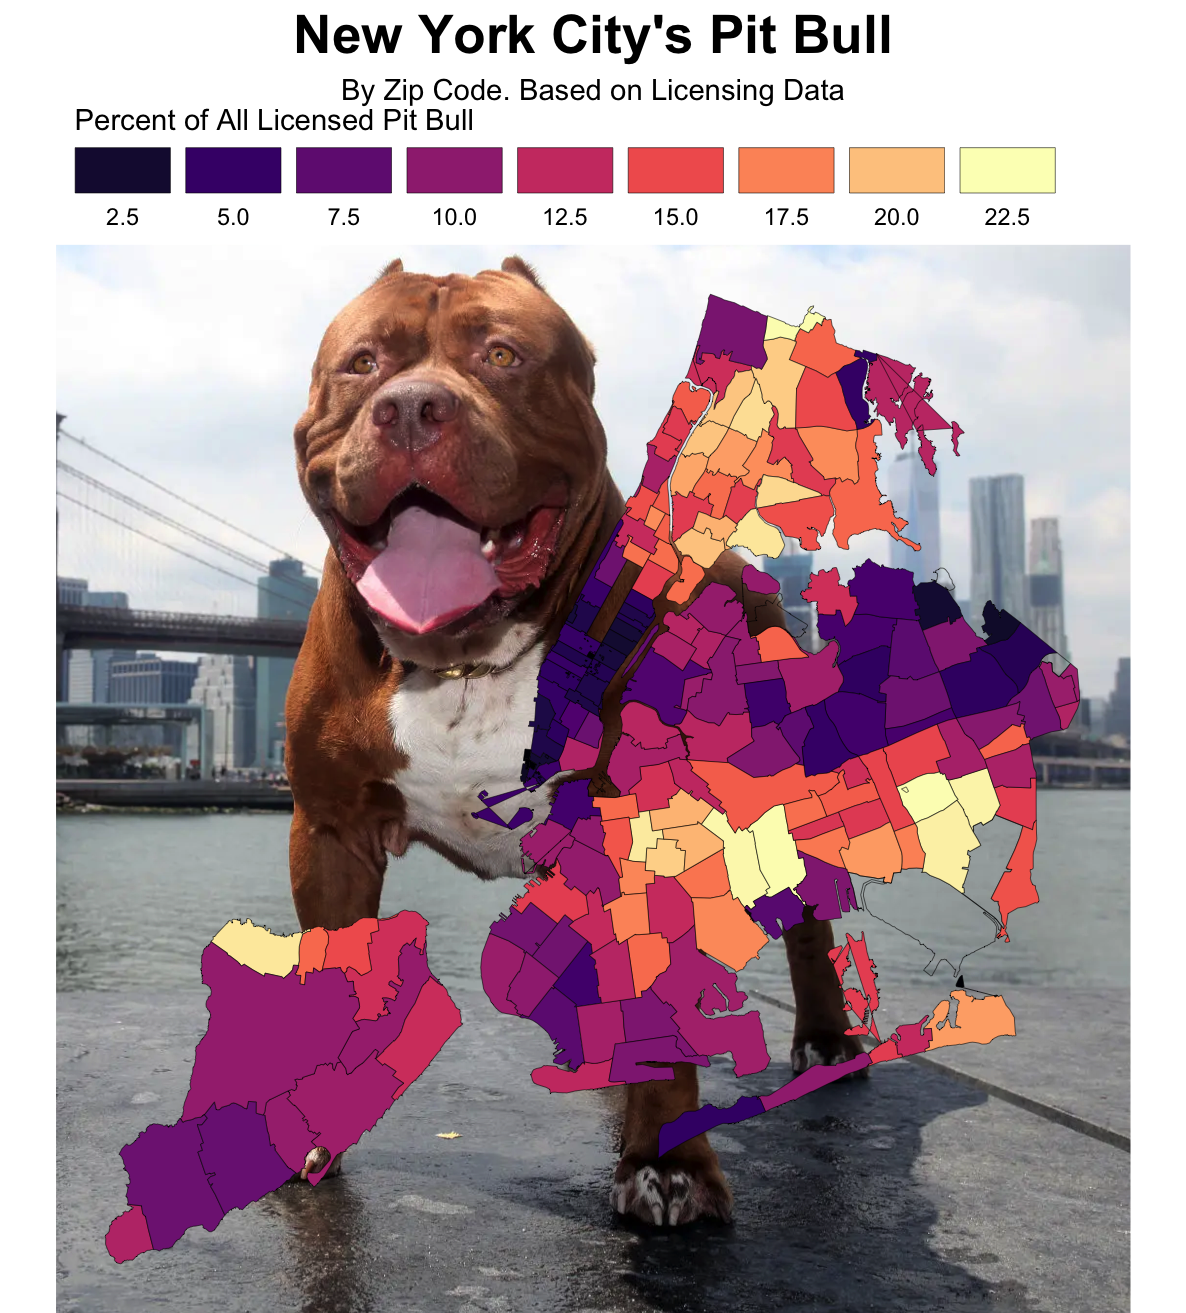 New York City's Pit Bull
By Zip Code. Based on Licensing Data
Percent of All Licensed Pit Bull
2.5 5.0 7.5 10.0 12.5 15.0 17.5 20.0 22.5